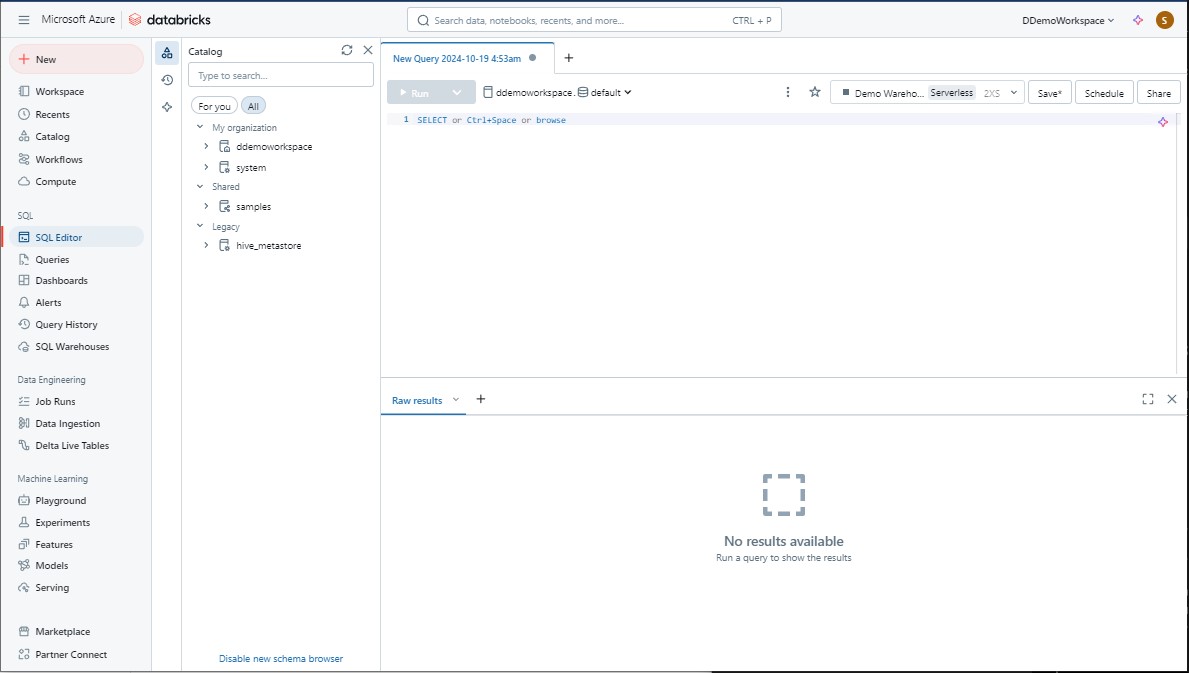 Microsoft Azure databricks
Search data, notebooks, recents, and more... CTRL + P
DDemoWorkspace S
New
Workspace
Recents
Catalog
Workflows
Compute
SQL
SQL Editor
Queries
Dashboards
Alerts
Query History
SQL Warehouses
Data Engineering
Job Runs
Data Ingestion
Delta Live Tables
Machine Learning
Playground
Experiments
Features
Models
Serving
Marketplace
Partner Connect
Catalog
Type to search...
For you All
My organization
ddemoworkspace
system
Shared
samples
Legacy
hive_metastore
Disable new schema browser
New Query 2024-10-19 4:53am
Run ddemoworkspace. default Demo Wareho... Serverless 2XS Save* Schedule Share
1 SELECT or Ctrl+Space or browse
Raw results
No results available
Run a query to show the results